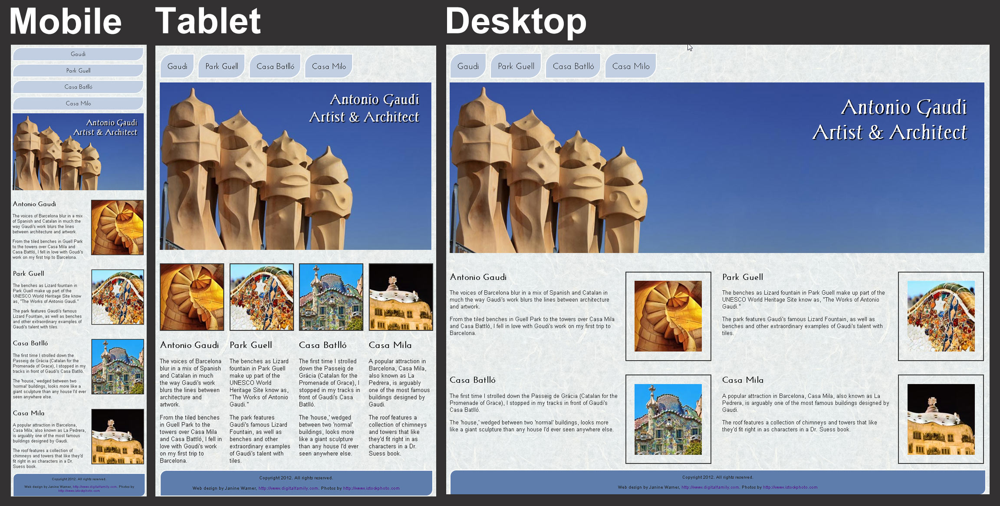 Mobile
Gaudi
Park Guell
Casa Batlló
Casa Milo
Antonio Gaudi
Artist & Architect
Antonio Gaudi
The voices of Barcelona blur in a mix
of Spanish and Catalan in much the
way Gaudi's work blurs the lines
between architecture and artwork.
From the tiled benches in Guell Park
to the towers over Casa Mila and
Casa Battló, I fell in love with Goudi's
work on my first trip to Barcelona.
Park Guell
The benches as Lizard fountain in
Park Guell make up part of the
UNESCO World Heritage Site know
as, "The Works of Antonio Gaudi."
The park features Gaudi's famous
Lizard Fountain, as well as benches
and other extraordinary examples of
Gaudi's talent with tiles.
Casa Batlló
The first time I strolled down the
Passeig de Grácia (Catalan for the
Promenade of Grace), I stopped in my
tracks in front of Gaudi's Casa Batlló.
The 'house,' wedged between two
'normal' buildings, looks more like a
giant sculpture than any house I'd ever
seen anywhere else.
Casa Mila
A popular attraction in Barcelona,
Casa Mila, also known as La Pedrera,
is arguably one of the most famous
buildings designed by Gaudi.
The roof features a collection of
chimneys and towers that like they'd
fit right in as characters in a Dr.
Suess book.
Copyright 2012. All rights reserved.
Web design by Janine Warner, http://www.digitalfamily.com. Photos by
http://www.istockphoto.com
Tablet
Gaudi
Park Guell
Casa Batlló
Casa Milo
Antonio Gaudi
Artist & Architect
Antonio Gaudi
The voices of Barcelona
blur in a mix of Spanish
and Catalan in much
the way Gaudi's work
blurs the lines between
architecture and
artwork.
From the tiled benches
in Guell Park to the
towers over Casa Mila
and Casa Battló, I fell in
love with Goudi's work
on my first trip to
Barcelona.
Park Guell
The benches as Lizard
fountain in Park Guell
make up part of the
UNESCO World
Heritage Site know as,
"The Works of Antonio
Gaudi."
The park features
Gaudi's famous Lizard
Fountain, as well as
benches and other
extraordinary examples
of Gaudi's talent with
tiles.
Casa Batlló
The first time I strolled
down the Passeig de
Grácia (Catalan for the
Promenade of Grace), I
stopped in my tracks in
front of Gaudi's Casa
Batlló.
The 'house,' wedged
between two 'normal'
buildings, looks more
like a giant sculpture
than any house I'd ever
seen anywhere else.
Casa Mila
A popular attraction in
Barcelona, Casa Mila,
also known as La
Pedrera, is arguably
one of the most famous
buildings designed by
Gaudi.
The roof features a
collection of chimneys
and towers that like
they'd fit right in as
characters in a Dr.
Suess book.
Copyright 2012. All rights reserved.
Web design by Janine Warner, http://www.digitalfamily.com. Photos by http://www.istockphoto.com
Desktop
Gaudi
Park Guell
Casa Batlló
Casa Milo
Antonio Gaudi
Artist & Architect
Antonio Gaudi
The voices of Barcelona blur in a mix of Spanish and Catalan in
much the way Gaudi's work blurs the lines between architecture
and artwork.
From the tiled benches in Guell Park to the towers over Casa Mila
and Casa Battló, I fell in love with Goudi's work on my first trip to
Barcelona.
Park Guell
The benches as Lizard fountain in Park Guell make up part of the
UNESCO World Heritage Site know as, "The Works of Antonio
Gaudi."
The park features Gaudi's famous Lizard Fountain, as well as
benches and other extraordinary examples of Gaudi's talent with
tiles.
Casa Batlló
The first time I strolled down the Passeig de Grácia (Catalan for the
Promenade of Grace), I stopped in my tracks in front of Gaudi's
Casa Batlló.
The 'house,' wedged between two 'normal' buildings, looks more
like a giant sculpture than any house I'd ever seen anywhere else.
Casa Mila
A popular attraction in Barcelona, Casa Mila, also known as La
Pedrera, is arguably one of the most famous buildings designed by
Gaudi.
The roof features a collection of chimneys and towers that like
they'd fit right in as characters in a Dr. Suess book.
Copyright 2012. All rights reserved.
Web design by Janine Warner, http://www.digitalfamily.com. Photos by http://www.istockphoto.com